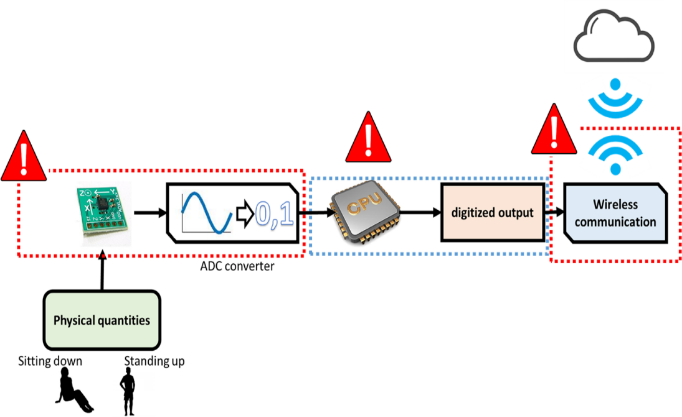 0,1
CPU
digitized output
Wireless
communication
ADC converter
Physical quantities
Sitting down
Standing up